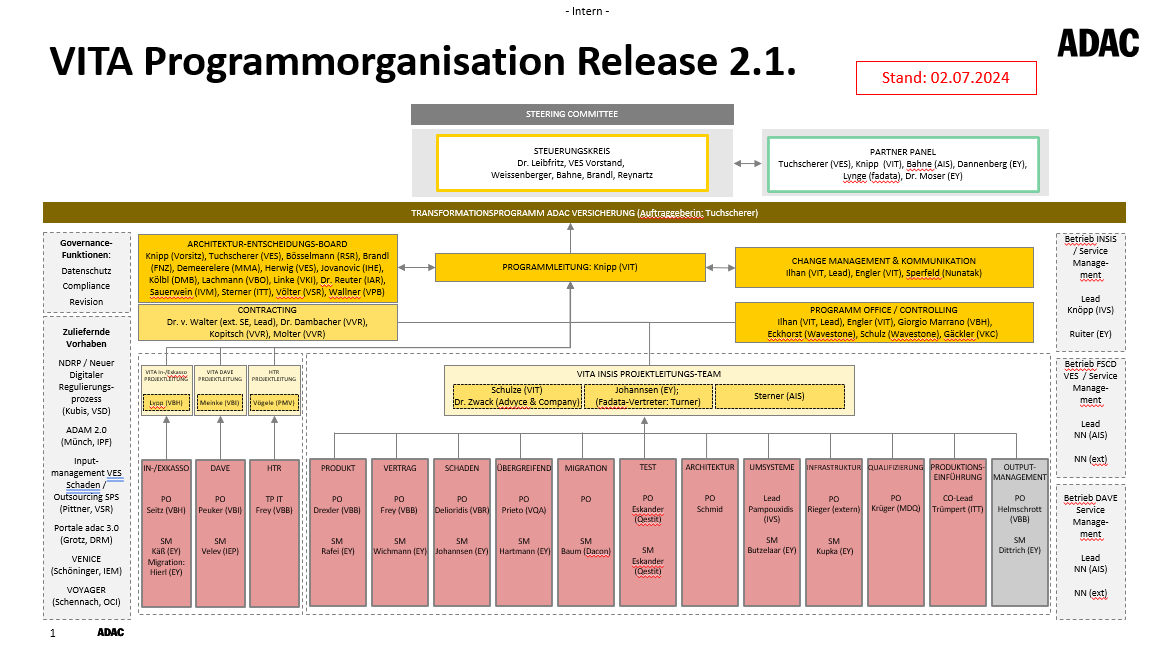 - Intern -
VITA Programmorganisation Release 2.1.
ADAC
Stand: 02.07.2024
STEERING COMMITTEE
STEUERUNGSKREIS
Dr. Leibfritz, VES Vorstand,
Weissenberger, Bahne, Brandl, Reynartz
PARTNER PANEL
Tuchscherer (VES), Knipp (VIT), Bahne (AIS), Dannenberg (EY),
Lynge (fadata), Dr. Moser (EY)
TRANSFORMATIONSPROGRAMM ADAC VERSICHERUNG (Auftraggeberin: Tuchscherer)
Governance-
Funktionen:
Datenschutz
Compliance
Revision
ARCHITEKTUR-ENTSCHEIDUNGS-BOARD
Knipp (Vorsitz), Tuchscherer (VES), Bösselmann (RSR), Brandl
(FNZ), Demeerelere (MMA), Herwig (VES), Jovanovic (IHE),
Kölbl (DMB), Lachmann (VBO), Linke (VKI), Dr. Reuter (IAR),
Sauerwein (IVM), Sterner (ITT), Völter (VSR), Wallner (VPB)
CONTRACTING
Dr. v. Walter (ext. SE, Lead), Dr. Dambacher (VVR),
Kopitsch (VVR), Molter (VVR)
PROGRAMMLEITUNG: Knipp (VIT)
CHANGE MANAGEMENT & KOMMUNIKATION
Ilhan (VIT, Lead), Engler (VIT), Sperfeld (Nunatak)
PROGRAM OFFICE / CONTROLLING
Ilhan (VIT, Lead), Engler (VIT), Giorgio Marrano (VBH),
Eckhorst (Wavestone), Schulz (Wavestone), Gäckler (VKC)
Betrieb INSIS
/ Service
Manage-
ment
Lead
Knöpp (IVS)
Ruiter (EY)
Zuliefernde
Vorhaben
NDRP / Neuer
Digitaler
Regulierungs-
prozess
(Kubis, VSD)
ADAM 2.0
(Münch, IPF)
Input-
management VES
Schaden /
Outsourcing SPS
(Pittner, VSR)
Portale adac 3.0
(Grotz, DRM)
VENICE
(Schöninger, IEM)
VOYAGER
(Schennach, OCI)
VITA In-/Exkasso
PROJEKTLEITUNG
Lypp (VBH)
VITA DAVE
PROJEKTLEITUNG
Meinke (VBI)
HTR
PROJEKTLEITUNG
Vögele (PMV)
VITA INSIS PROJEKTLEITUNGS-TEAM
Schulze (VIT)
Dr. Zwack (Advyce & Company)
Johannsen (EY);
(Fadata-Vertreter: Turner)
Sterner (AIS)
Betrieb FSCD
VES / Service
Manage-
ment
Lead
NN (AIS)
NN (ext)
IN-/EXKASSO
PO
Seitz (VBH)
SM
Käß (EY)
Migration:
Hierl (EY)
DAVE
PO
Peuker (VBI)
SM
Velev (IEP)
HTR
TP IT
Frey (VBB)
PRODUKT
PO
Drexler (VBB)
SM
Rafei (EY)
VERTRAG
PO
Frey (VBB)
SM
Wichmann (EY)
SCHADEN
PO
Delioridis (VBR)
SM
Johannsen (EY)
ÜBERGREIFEND
PO
Prieto (VQA)
SM
Hartmann (EY)
MIGRATION
PO
SM
Baum (Dacon)
TEST
PO
Eskander
(Qestit)
SM
Eskander
(Qestit)
ARCHITEKTUR
PO
Schmid
UMSYSTEME
Lead
Pampouxidis
(IVS)
SM
Butzelaar (EY)
INFRASTRUKTUR
PO
Rieger (extern)
SM
Kupka (EY)
QUALIFIZIERUNG
PO
Krüger (MDQ)
PRODUKTIONS-
EINFÜHRUNG
CO-Lead
Trümpert (ITT)
OUTPUT-
MANAGEMENT
PO
Helmschrott
(VBB)
SM
Dittrich (EY)
Betrieb DAVE
Service
Manage-
ment
Lead
NN (AIS)
NN (ext)
1
ADAC